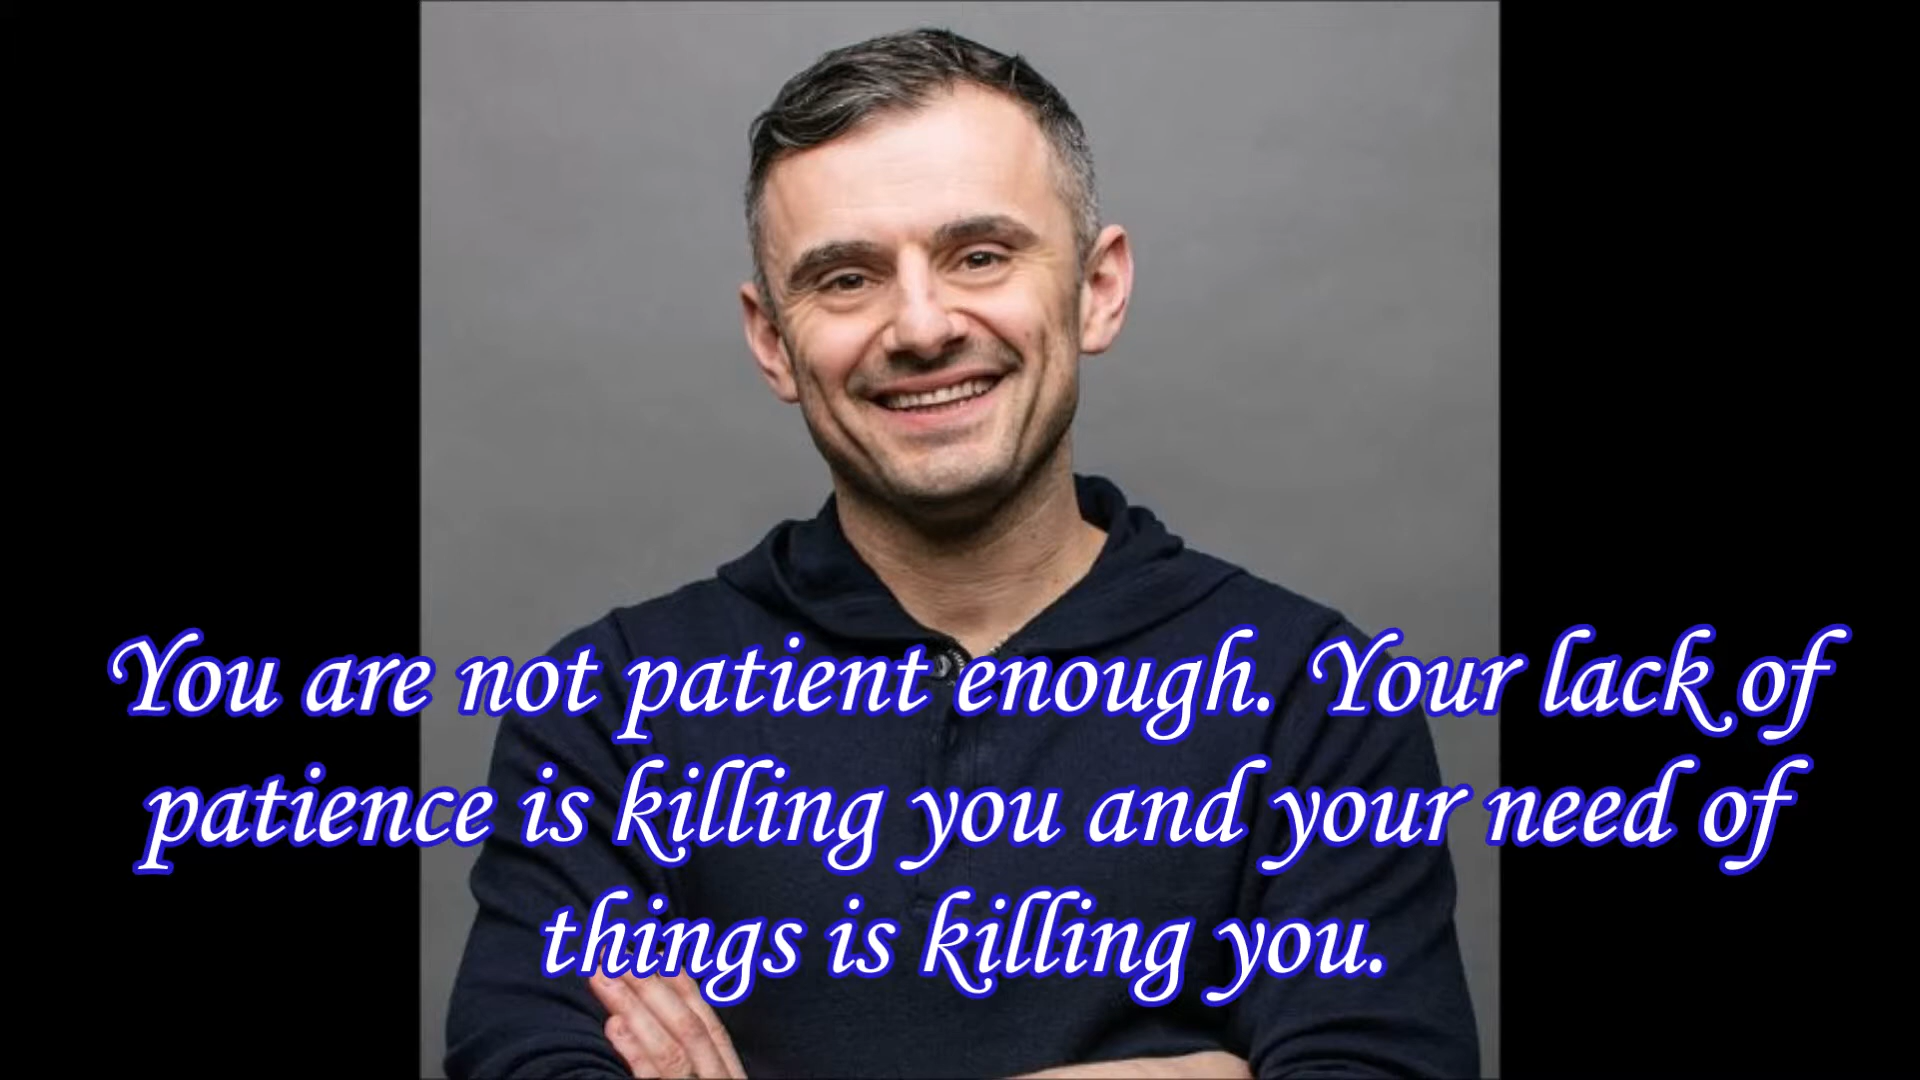 You are not patient enough. Your lack of
patience is killing you and your need of
things is killing you.